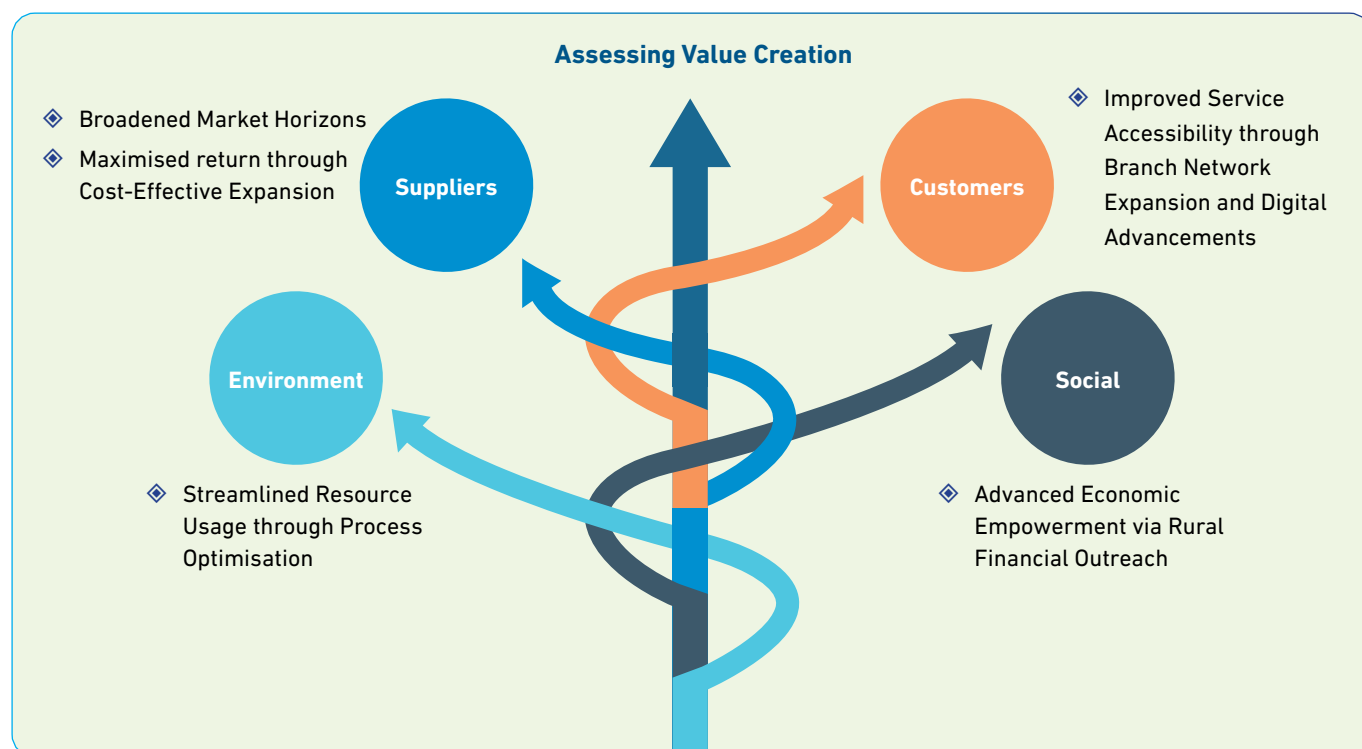 Assessing Value Creation
Broadened Market Horizons
Maximised return through
Cost-Effective Expansion
Suppliers
Customers
Improved Service
Accessibility through
Branch Network
Expansion and Digital
Advancements
Environment
Streamlined Resource
Usage through Process
Optimisation
Social
Advanced Economic
Empowerment via Rural
Financial Outreach